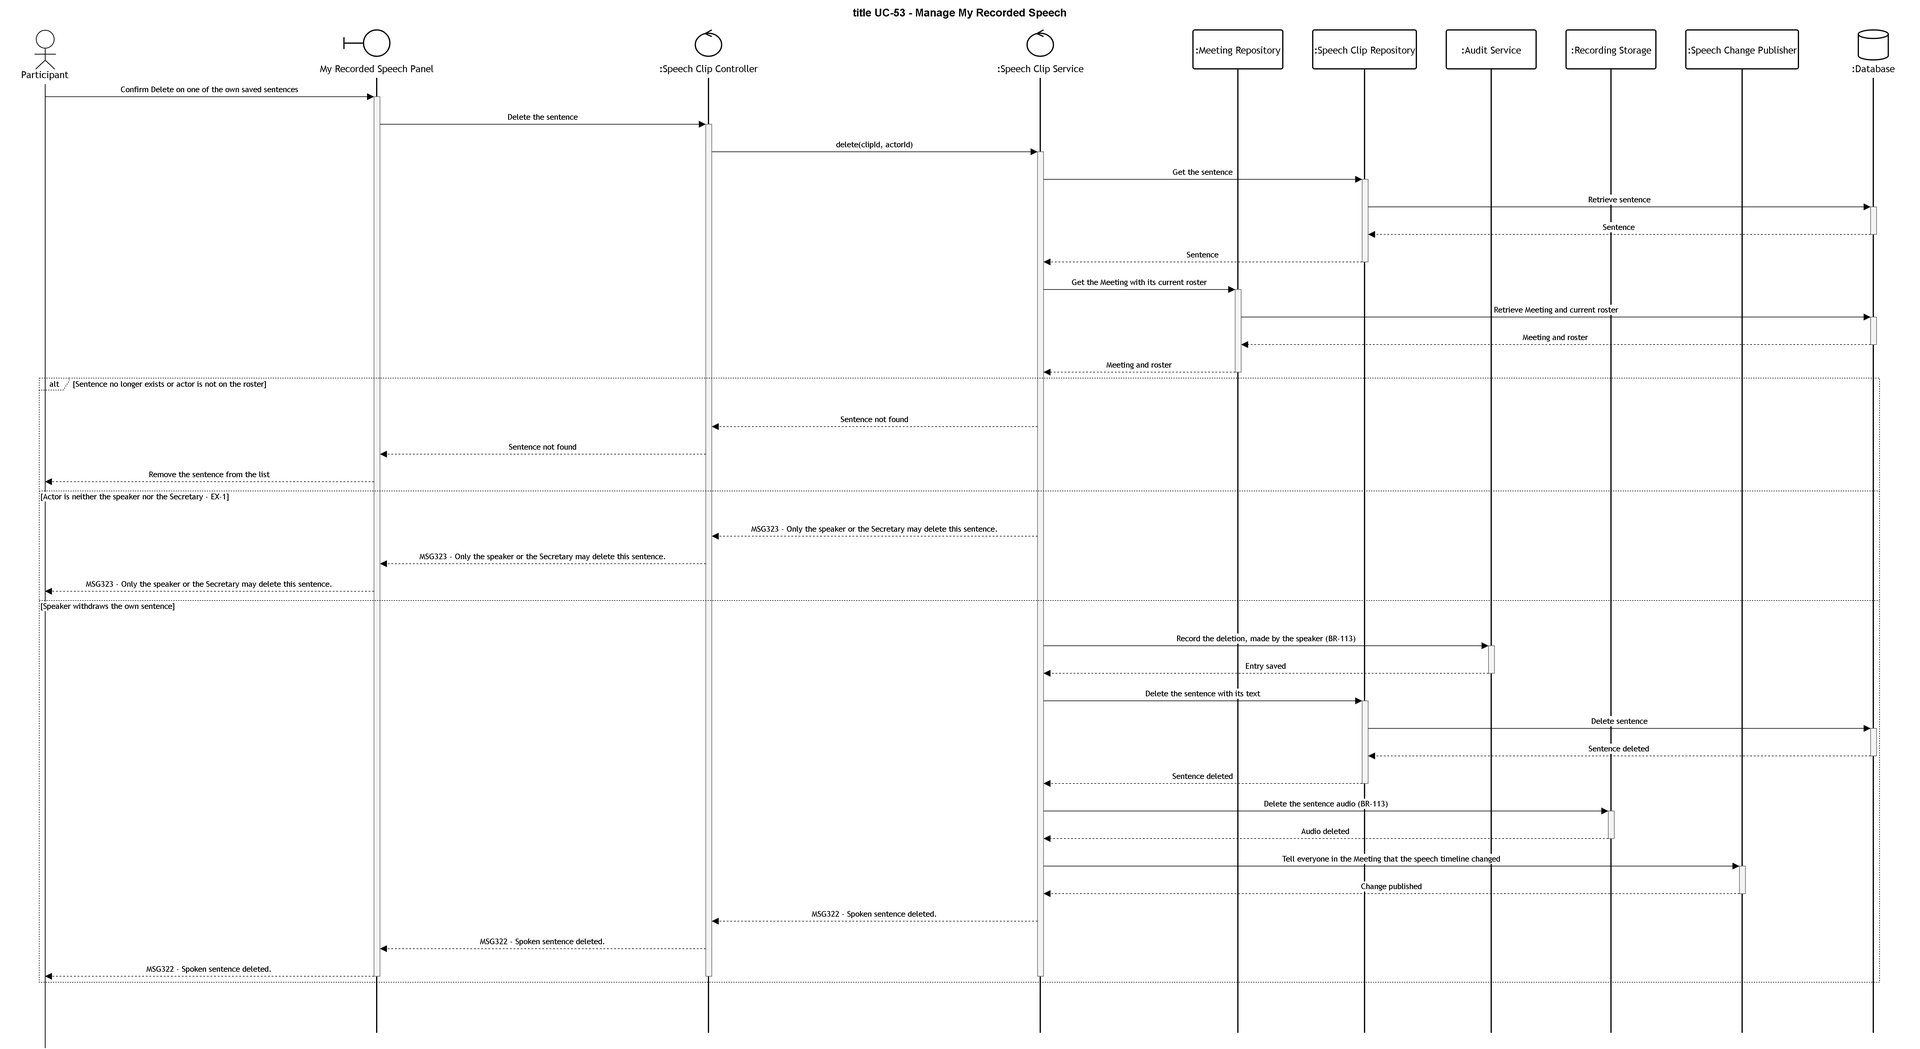 title UC-53 - Manage My Recorded Speech
Participant
My Recorded Speech Panel
:Speech Clip Controller
:Speech Clip Service
:Meeting Repository
:Speech Clip Repository
:Audit Service
:Recording Storage
:Speech Change Publisher
:Database
Confirm Delete on one of the own saved sentences
Delete the sentence
delete(clipId, actorId)
Get the sentence
Retrieve sentence
Sentence
Sentence
Get the Meeting with its current roster
Retrieve Meeting and current roster
Meeting and roster
Meeting and roster
alt [Sentence no longer exists or actor is not on the roster]
Sentence not found
Sentence not found
Remove the sentence from the list
[Actor is neither the speaker nor the Secretary - EX-1]
MSG323 - Only the speaker or the Secretary may delete this sentence.
MSG323 - Only the speaker or the Secretary may delete this sentence.
MSG323 - Only the speaker or the Secretary may delete this sentence.
[Speaker withdraws the own sentence]
Record the deletion, made by the speaker (BR-113)
Entry saved
Delete the sentence with its text
Delete sentence
Sentence deleted
Sentence deleted
Delete the sentence audio (BR-113)
Audio deleted
Tell everyone in the Meeting that the speech timeline changed
Change published
MSG322 - Spoken sentence deleted.
MSG322 - Spoken sentence deleted.
MSG322 - Spoken sentence deleted.